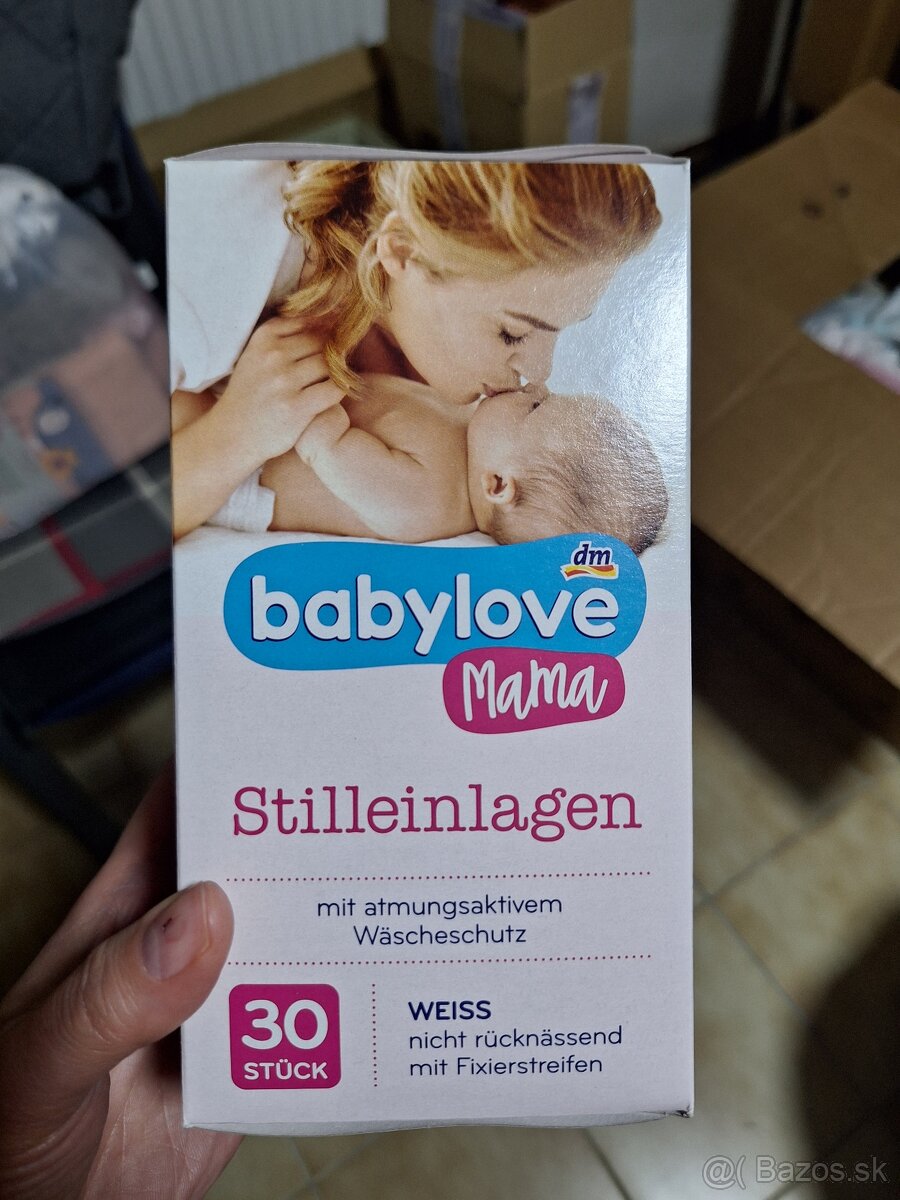 dm
babylove
Mama
Stilleinlagen
mit atmungsaktivem
Wäscheschutz
30
STÜCK
WEISS
nicht rücknässend
mit Fixierstreifen
@( Bazos.sk